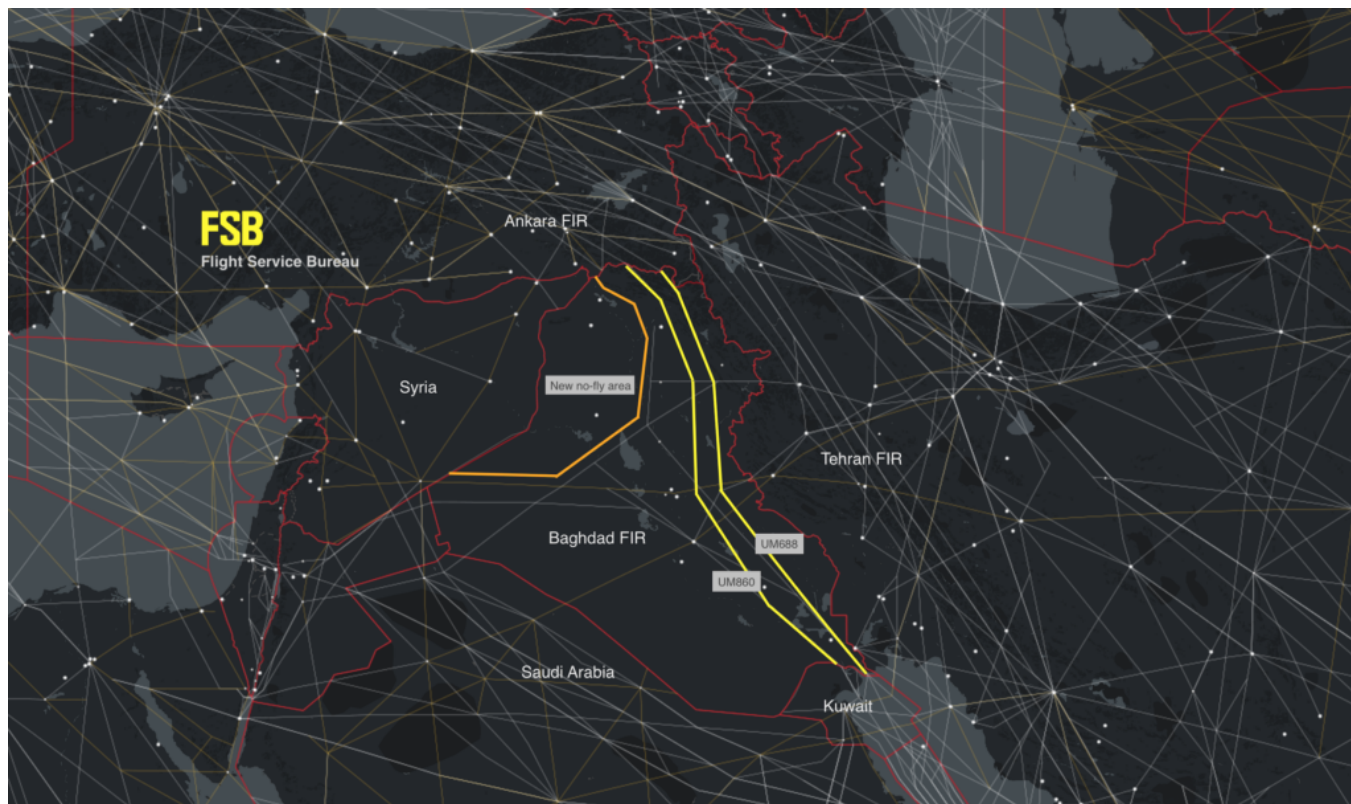 Ankara FIR
FSB
Flight Service Bureau
New no-fly area
Syria
Tehran FIR
Baghdad FIR
UM688
UM860
Saudi Arabia
Kuwait